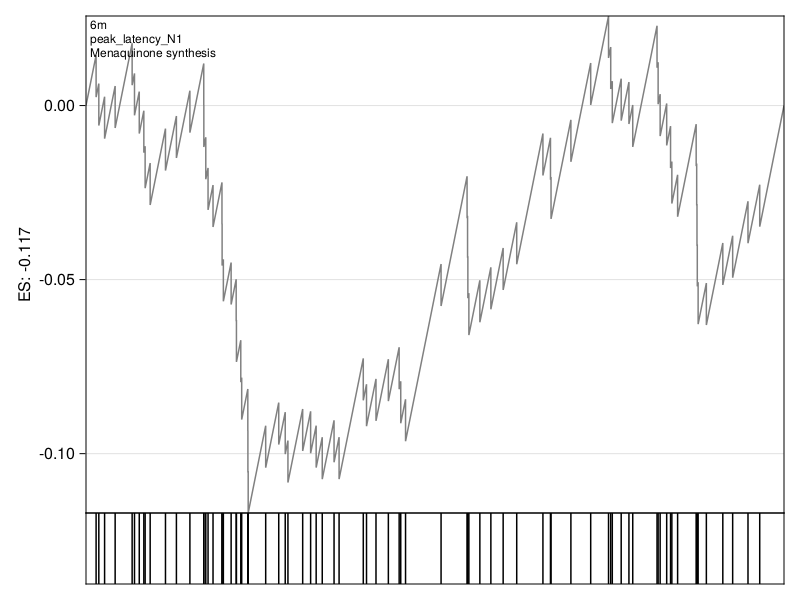 6m
peak_latency_N1
Menaquinone synthesis
0.00
-0.05
-0.10
ES: -0.117